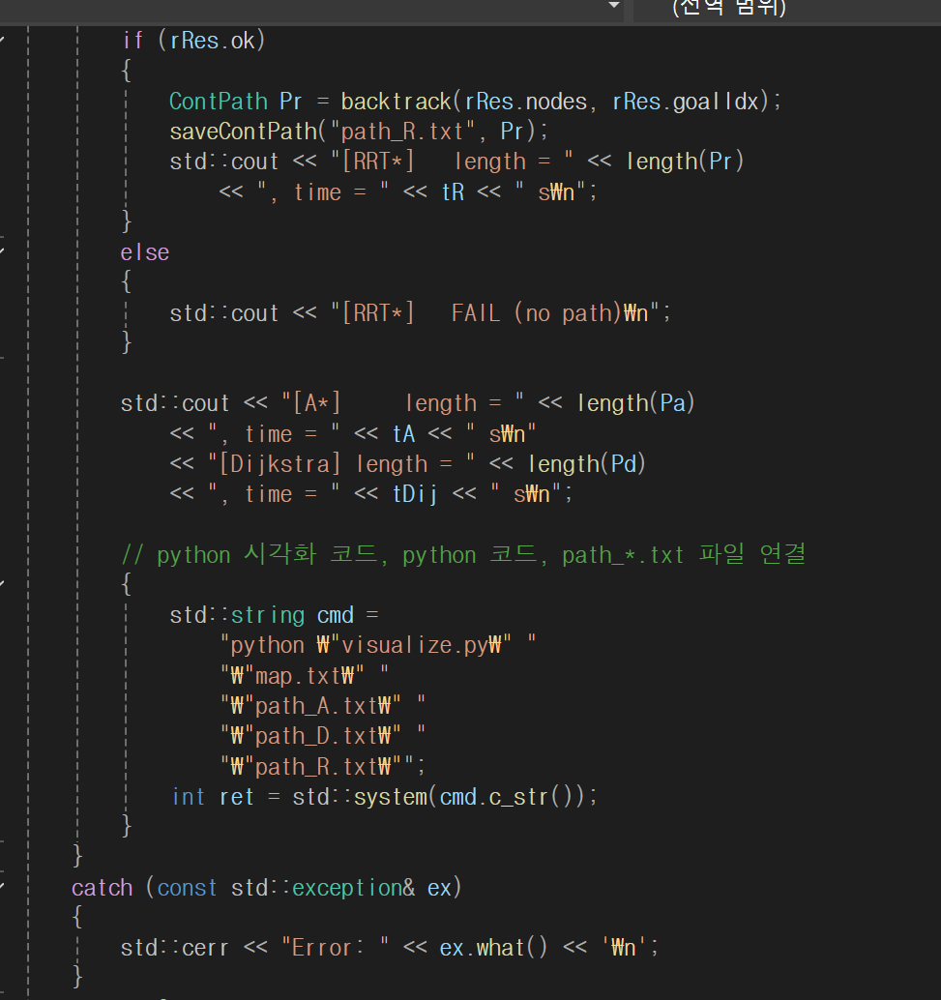 (전역 범위)
if (rRes.ok)
{
ContPath Pr = backtrack(rRes.nodes, rRes.goalIdx);
saveContPath("path_R.txt", Pr);
std::cout << "[RRT*]   length = " << length(Pr)
<< ", time = " << tR << " s₩n";
}
else
{
std::cout << "[RRT*]   FAIL (no path)₩n";
}
std::cout << "[A*]     length = " << length(Pa)
<< ", time = " << tA << " s₩n"
<< "[Dijkstra] length = " << length(Pd)
<< ", time = " << tDij << " s₩n";
// python 시각화 코드, python 코드, path_*.txt 파일 연결
{
std::string cmd =
"python ₩"visualize.py₩" "
"₩"map.txt₩" "
"₩"path_A.txt₩" "
"₩"path_D.txt₩" "
"₩"path_R.txt₩"";
int ret = std::system(cmd.c_str());
}
}
catch (const std::exception& ex)
{
std::cerr << "Error: " << ex.what() << '₩n';
}